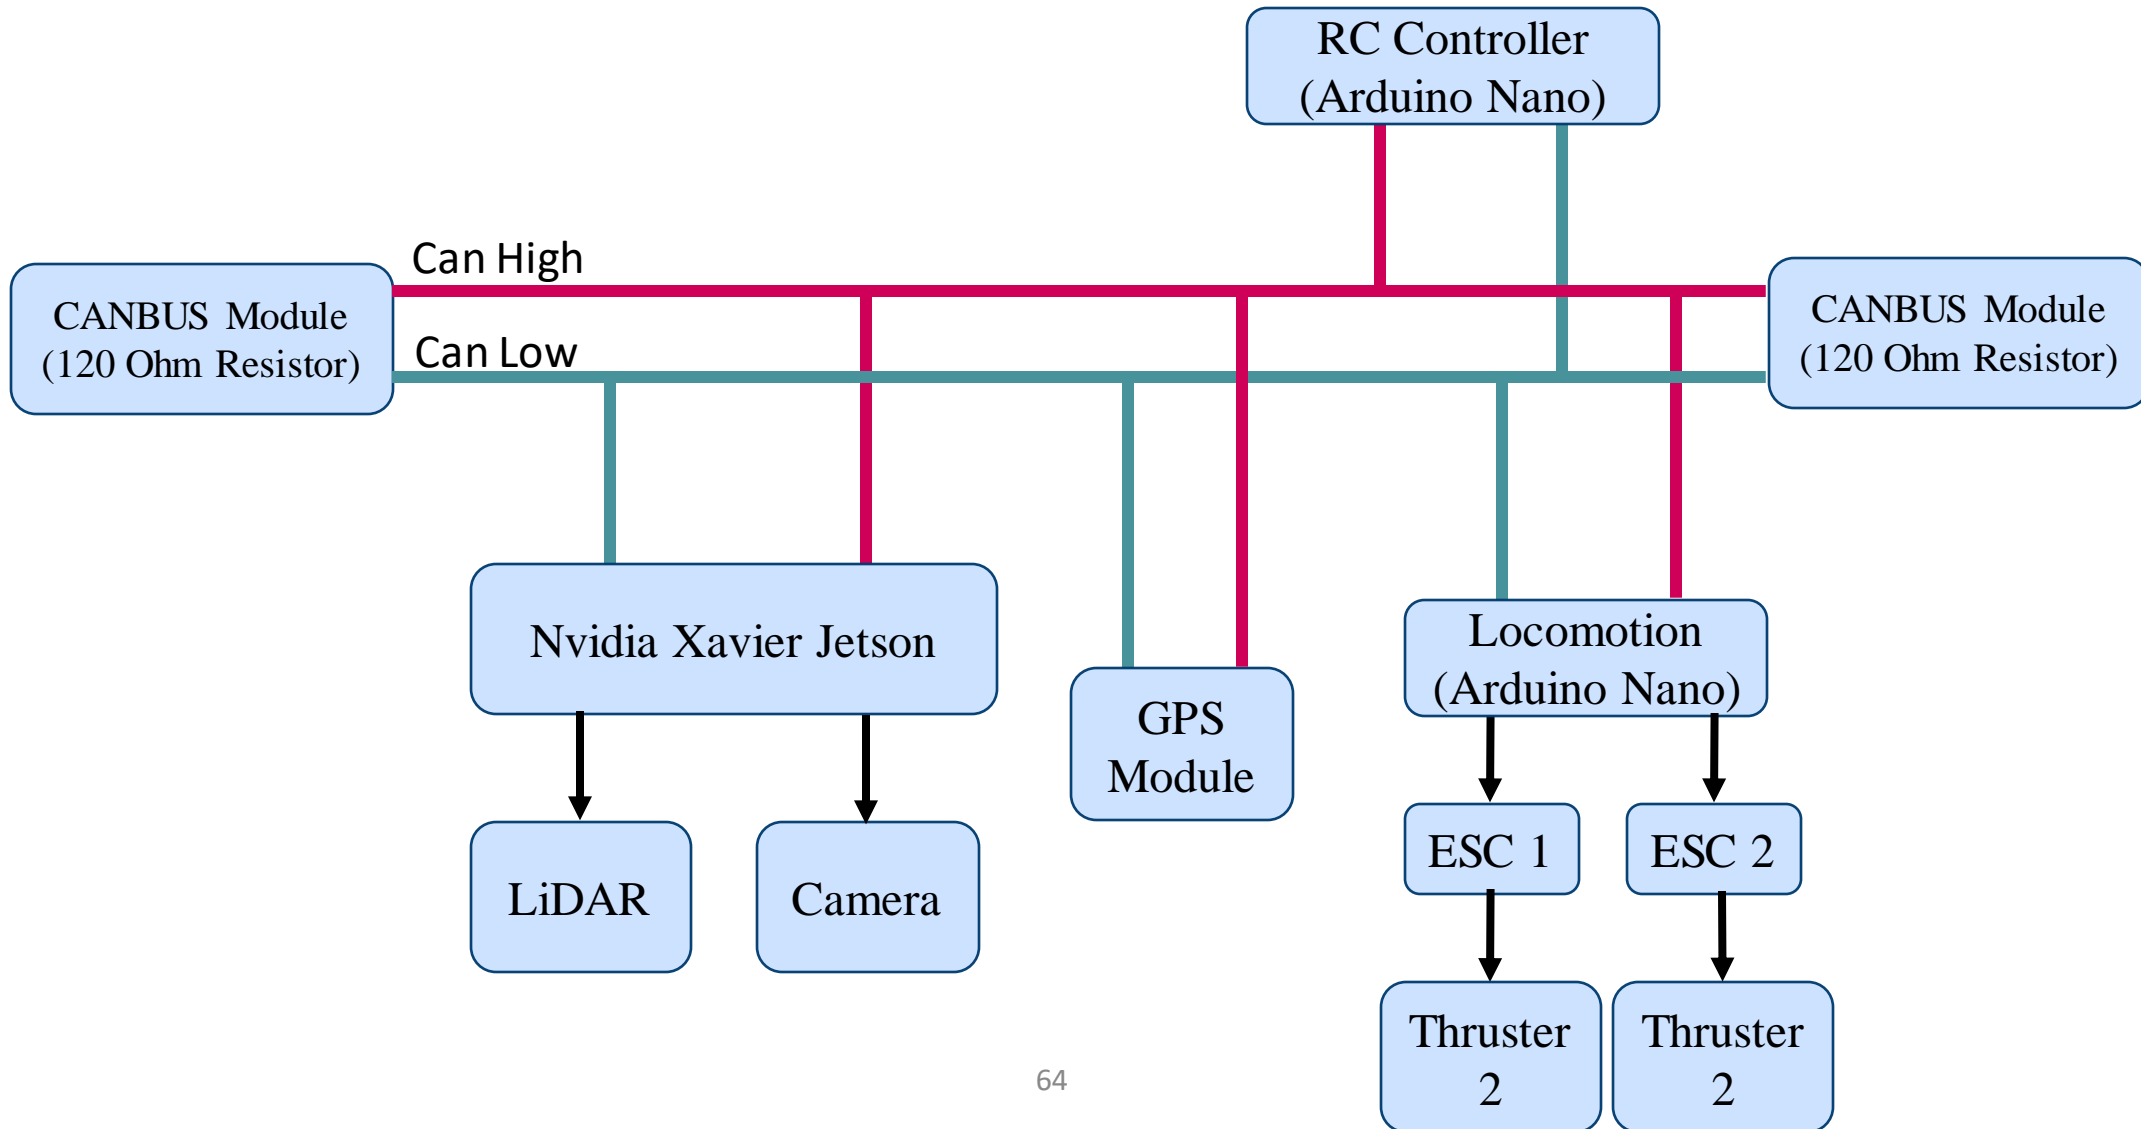 RC Controller
(Arduino Nano)
Can High
CANBUS Module
(120 Ohm Resistor)
Can Low
CANBUS Module
(120 Ohm Resistor)
Nvidia Xavier Jetson
GPS
Module
Locomotion
(Arduino Nano)
LiDAR
Camera
ESC 1
ESC 2
Thruster
2
Thruster
2
64